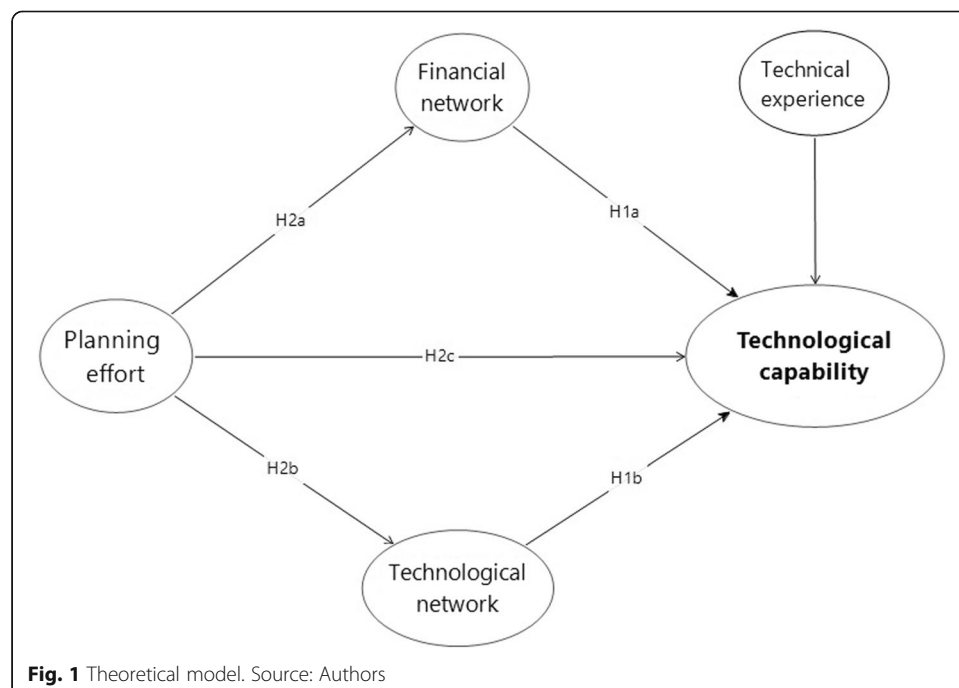 Financial
network
Technical
experience
H2a
H1a
Planning
effort
H2c
Technological
capability
H2b
H1b
Technological
network
Fig. 1 Theoretical model. Source: Authors